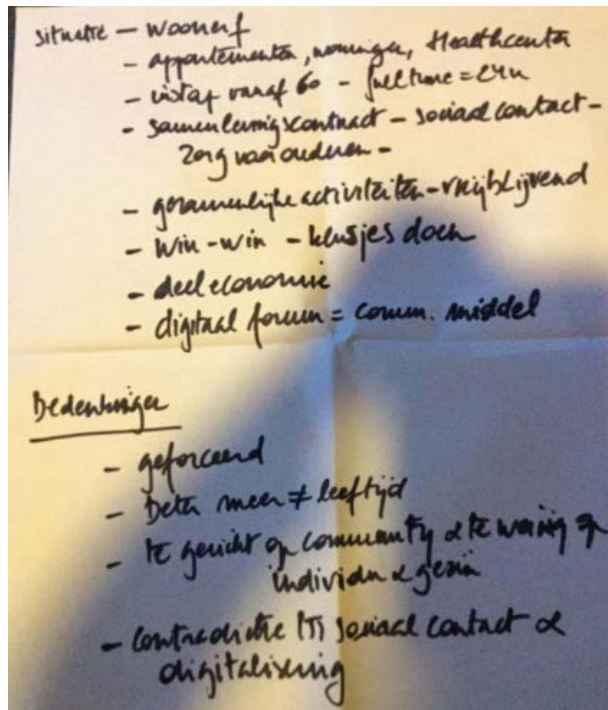 situatie - woonerf
- appartementen, woningen, Healthcenter
- instap vanaf 60 - fulltime = 24u
- samenlevingscontract - sociaal contact -
zorg voor ouderen -
- gezamenlijke activiteiten - vrijblijvend
- win-win - klusjes doen
- deeleconomie
- digitaal forum = comm. middel
Bedenkingen
- geforceerd
- beter meer ≠ leeftijd
- te gericht op community & te weinig op
individu & gezin
- contradictie sociaal contact &
digitalisering